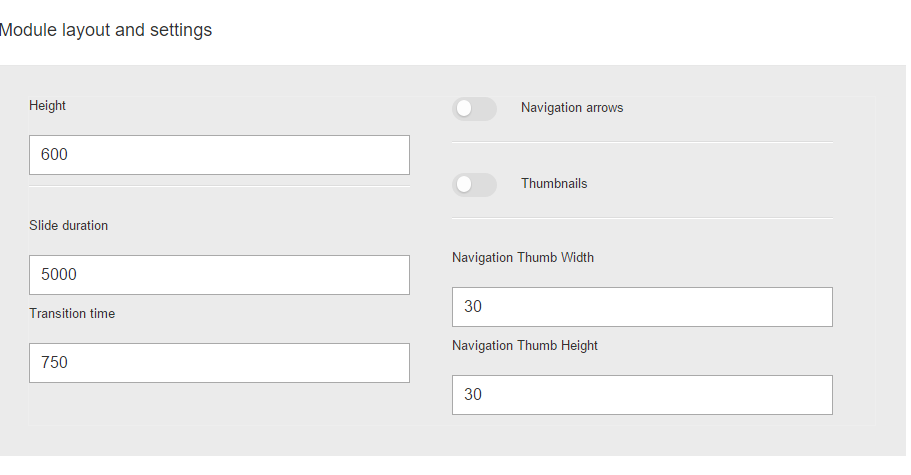 Module layout and settings
Height
600
Slide duration
5000
Transition time
750
Navigation arrows
Thumbnails
Navigation Thumb Width
30
Navigation Thumb Height
30